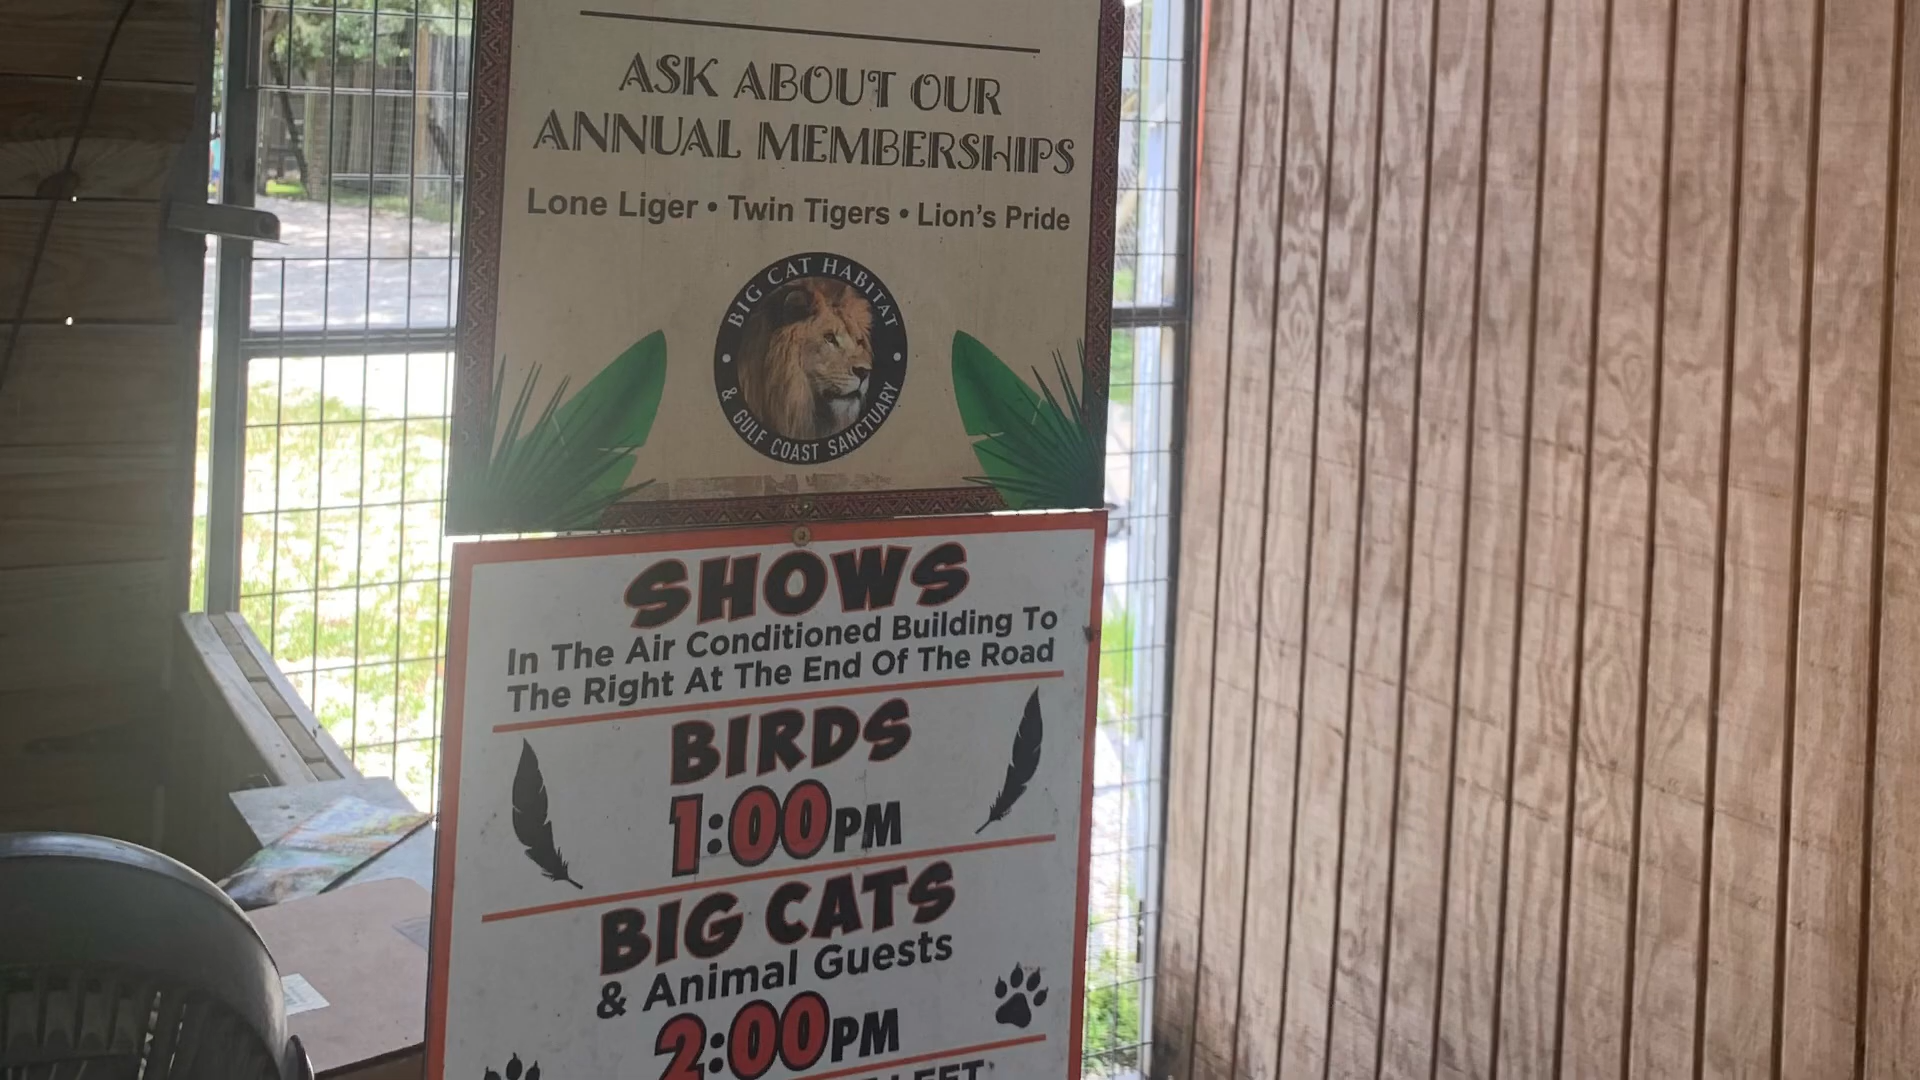 ASK ABOUT OUR
ANNUAL MEMBERSHIPS
Lone Liger • Twin Tigers • Lion's Pride
BIG CAT HABITAT
& GULF COAST SANCTUARY
SHOWS
In The Air Conditioned Building To
The Right At The End Of The Road
BIRDS
1:00PM
BIG CATS
& Animal Guests
2:00PM